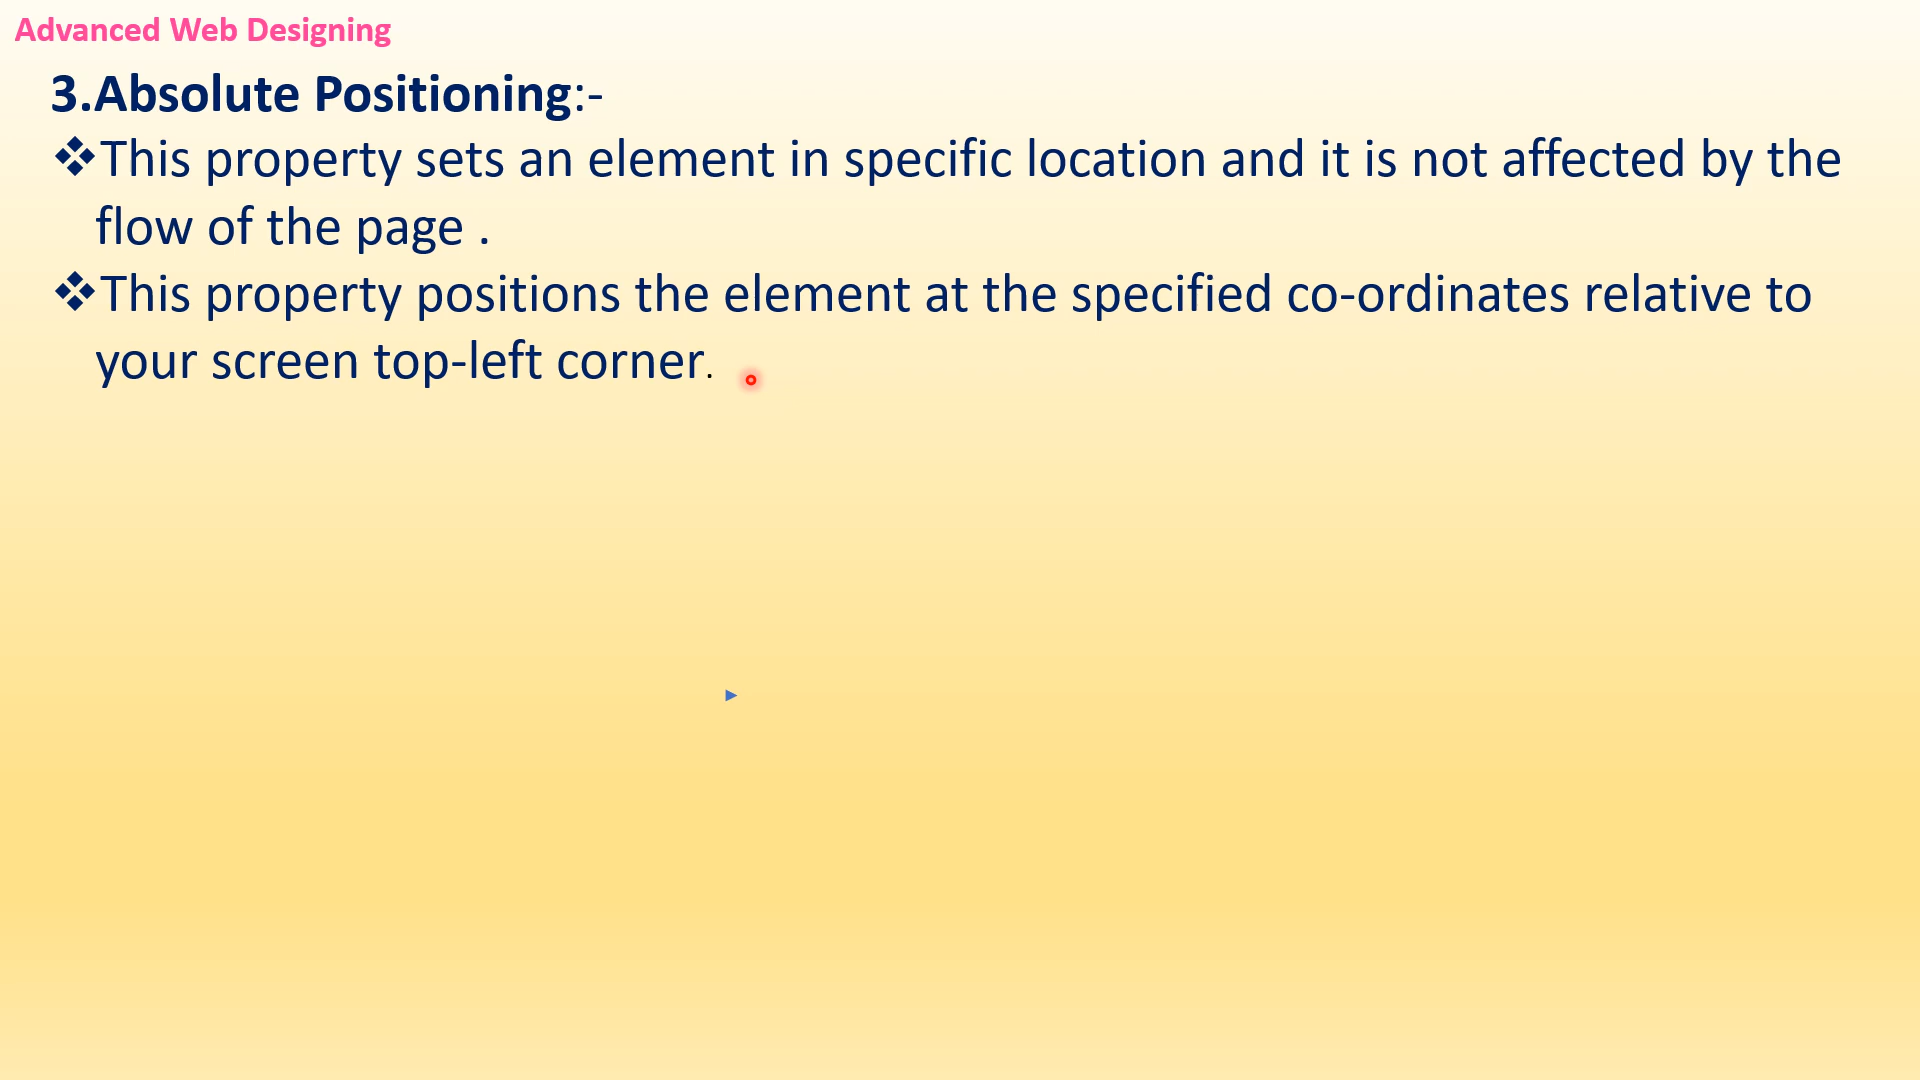 Advanced Web Designing
3.Absolute Positioning:-
❖This property sets an element in specific location and it is not affected by the
flow of the page .
❖This property positions the element at the specified co-ordinates relative to
your screen top-left corner.